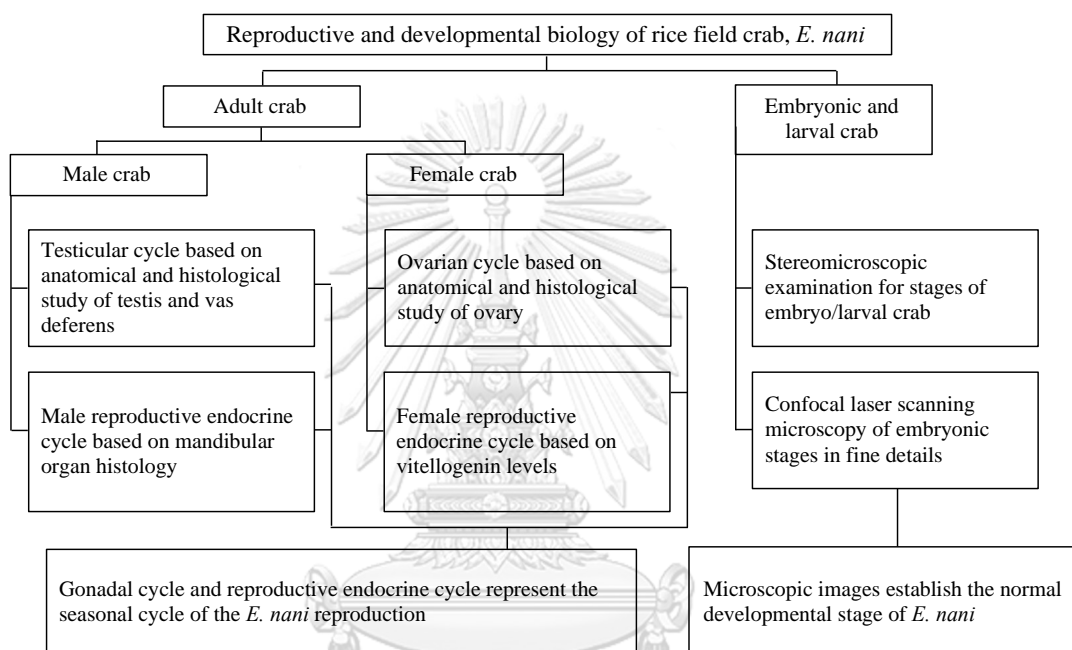 Reproductive and developmental biology of rice field crab, E. nani
Adult crab
Embryonic and
larval crab
Male crab
Female crab
Testicular cycle based on
anatomical and histological
study of testis and vas
deferens
Ovarian cycle based on
anatomical and histological
study of ovary
Stereomicroscopic
examination for stages of
embryo/larval crab
Male reproductive endocrine
cycle based on mandibular
organ histology
Female reproductive
endocrine cycle based on
vitellogenin levels
Confocal laser scanning
microscopy of embryonic
stages in fine details
Gonadal cycle and reproductive endocrine cycle represent the
seasonal cycle of the E. nani reproduction
Microscopic images establish the normal
developmental stage of E. nani